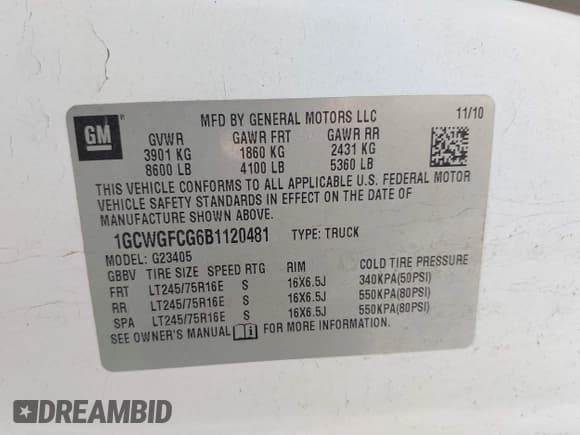 GM
MFD BY GENERAL MOTORS LLC 11/10
GVWR GAWR FRT GAWR RR
3901 KG 1860 KG 2431 KG
8600 LB 4100 LB 5360 LB
THIS VEHICLE CONFORMS TO ALL APPLICABLE U.S. FEDERAL MOTOR
VEHICLE SAFETY STANDARDS IN EFFECT ON THE DATE OF
MANUFACTURE SHOWN ABOVE.
1GCWGFCG6B1120481 TYPE: TRUCK
MODEL: G23405
GBBV TIRE SIZE SPEED RTG RIM COLD TIRE PRESSURE
FRT LT245/75R16E S 16X6.5J 340KPA(50PSI)
RR LT245/75R16E S 16X6.5J 550KPA(80PSI)
SPA LT245/75R16E S 16X6.5J 550KPA(80PSI)
SEE OWNER'S MANUAL FOR MORE INFORMATION.
DREAMBID